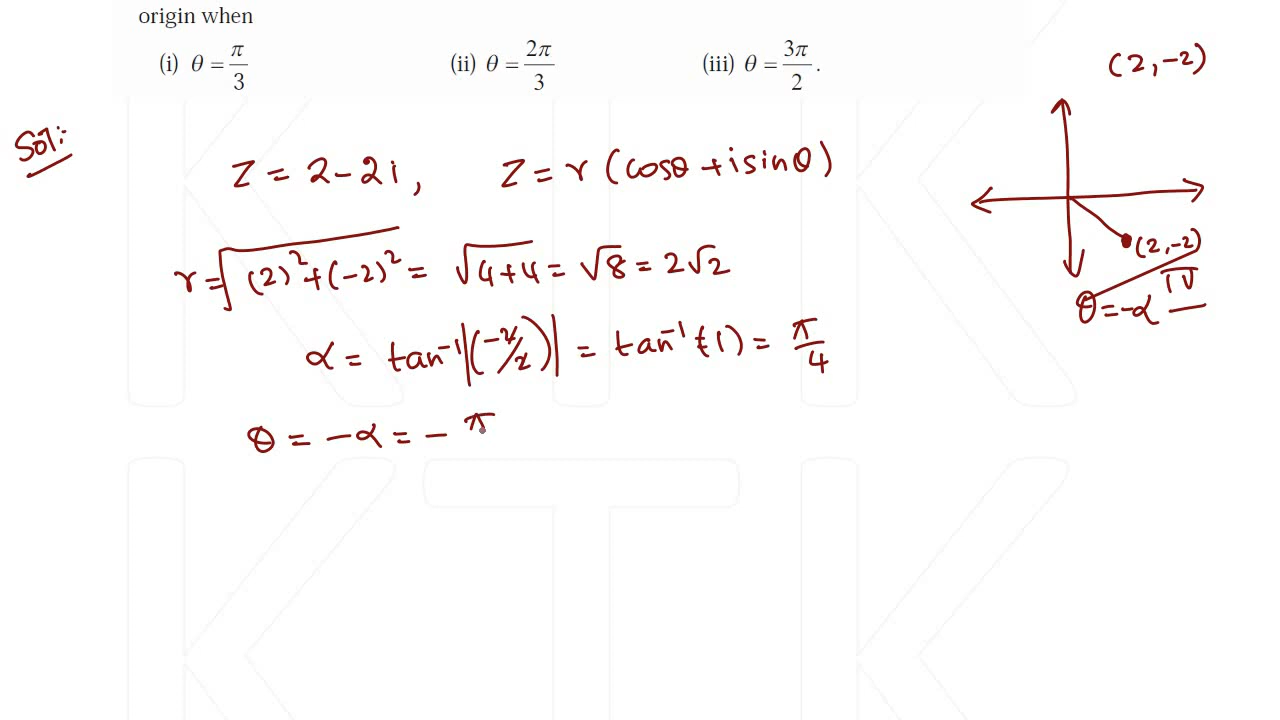 origin when
(i) θ = π/3 (ii) θ = 2π/3 (iii) θ = 3π/2 .
(2, -2)
Sol:
Z = 2 - 2i, Z = r (cosθ + i sinθ)
(2, -2)
IV
θ = -α
r = √(2)² + (-2)² = √4+4 = √8 = 2√2
α = tan⁻¹ |(-2/2)| = tan⁻¹ (-1) = π/4
θ = -α = - π
K T K
K T K